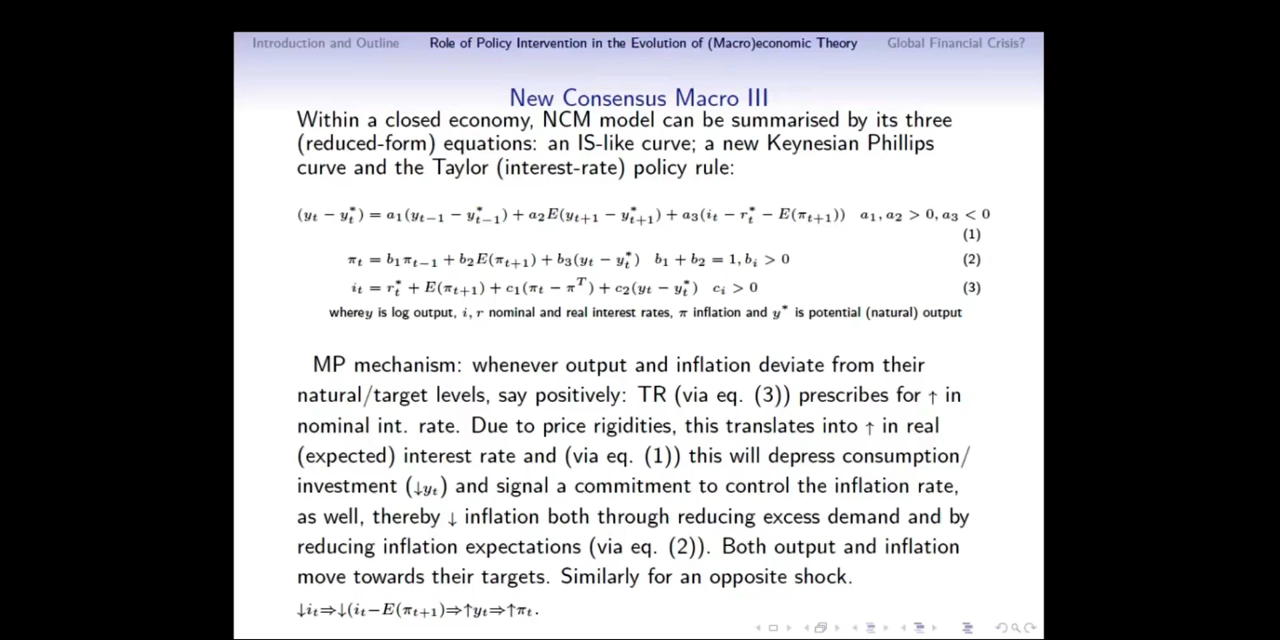 Introduction and Outline Role of Policy Intervention in the Evolution of (Macro)economic Theory Global Financial Crisis?
New Consensus Macro III
Within a closed economy, NCM model can be summarised by its three
(reduced-form) equations: an IS-like curve; a new Keynesian Phillips
curve and the Taylor (interest-rate) policy rule:
(y_t − y_t^*) = a_1(y_{t−1} − y_{t−1}^*) + a_2E(y_{t+1} − y_{t+1}^*) + a_3(i_t − r_t^* − E(π_{t+1})) a_1, a_2 > 0, a_3 < 0
(1)
π_t = b_1π_{t−1} + b_2E(π_{t+1}) + b_3(y_t − y_t^*) b_1 + b_2 = 1, b_i > 0 (2)
i_t = r_t^* + E(π_{t+1}) + c_1(π_t − π^T) + c_2(y_t − y_t^*) c_i > 0 (3)
wherey is log output, i, r nominal and real interest rates, π inflation and y^* is potential (natural) output
MP mechanism: whenever output and inflation deviate from their
natural/target levels, say positively: TR (via eq. (3)) prescribes for ↑ in
nominal int. rate. Due to price rigidities, this translates into ↑ in real
(expected) interest rate and (via eq. (1)) this will depress consumption/
investment (↓y_t) and signal a commitment to control the inflation rate,
as well, thereby ↓ inflation both through reducing excess demand and by
reducing inflation expectations (via eq. (2)). Both output and inflation
move towards their targets. Similarly for an opposite shock.
↓i_t⇒↓(i_t−E(π_{t+1})⇒↑y_t⇒↑π_t.